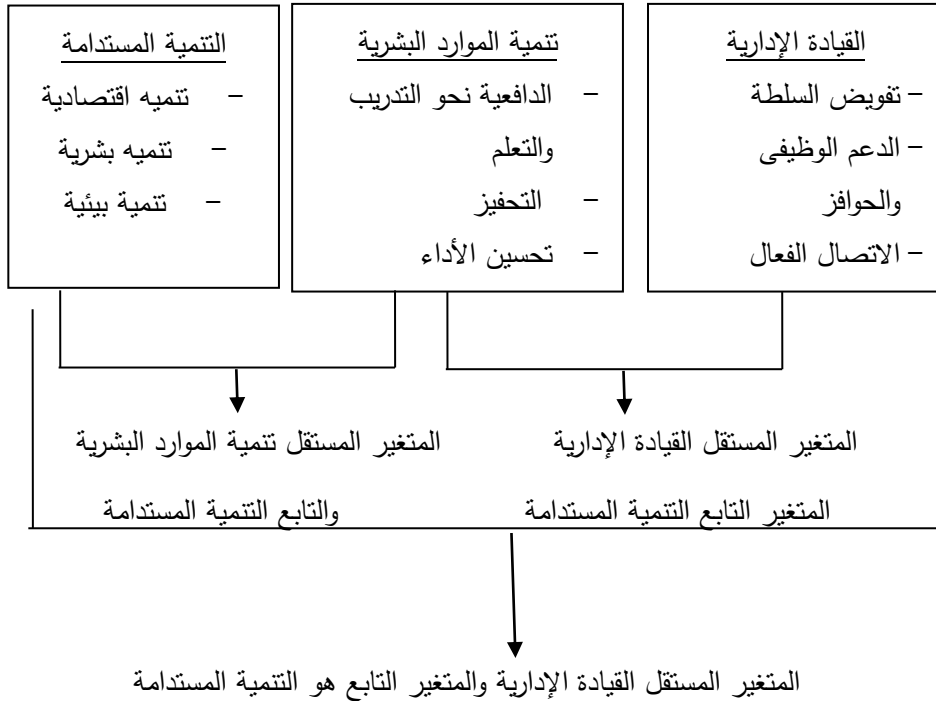 القيادة الإدارية
– تفويض السلطة
– الدعم الوظيفى
والحوافز
– الاتصال الفعال
تنمية الموارد البشرية
– الدافعية نحو التدريب
والتعلم
– التحفيز
– تحسين الأداء
التنمية المستدامة
– تنميه اقتصادية
– تنميه بشرية
– تنمية بيئية
المتغير المستقل القيادة الإدارية
المتغير التابع التنمية المستدامة
المتغير المستقل تنمية الموارد البشرية
والتابع التنمية المستدامة
المتغير المستقل القيادة الإدارية والمتغير التابع هو التنمية المستدامة